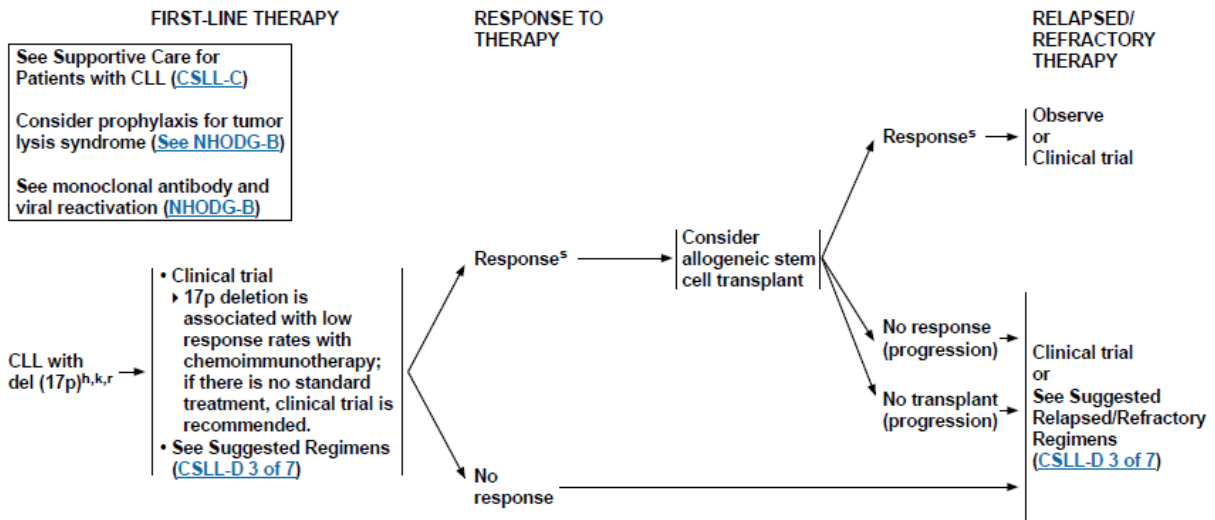 FIRST-LINE THERAPY
RESPONSE TO
THERAPY
RELAPSED/
REFRACTORY
THERAPY
See Supportive Care for
Patients with CLL (CSLL-C)
Consider prophylaxis for tumor
lysis syndrome (See NHODG-B)
See monoclonal antibody and
viral reactivation (NHODG-B)
CLL with
del (17p)h,k,r
• Clinical trial
▸ 17p deletion is
associated with low
response rates with
chemoimmunotherapy;
if there is no standard
treatment, clinical trial is
recommended.
• See Suggested Regimens
(CSLL-D 3 of 7)
Responses
No
response
Consider
allogeneic stem
cell transplant
Responses
No response
(progression)
No transplant
(progression)
Observe
or
Clinical trial
Clinical trial
or
See Suggested
Relapsed/Refractory
Regimens
(CSLL-D 3 of 7)